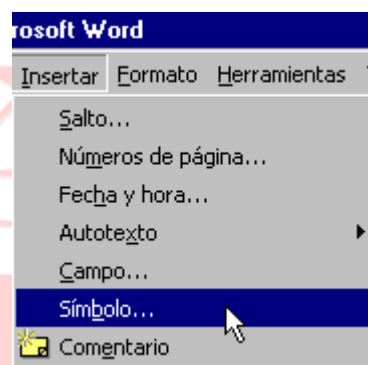 rosoft Word
Insertar Formato Herramientas
Salto...
Números de página...
Fecha y hora...
Autotexto
Campo...
Símbolo...
Comentario